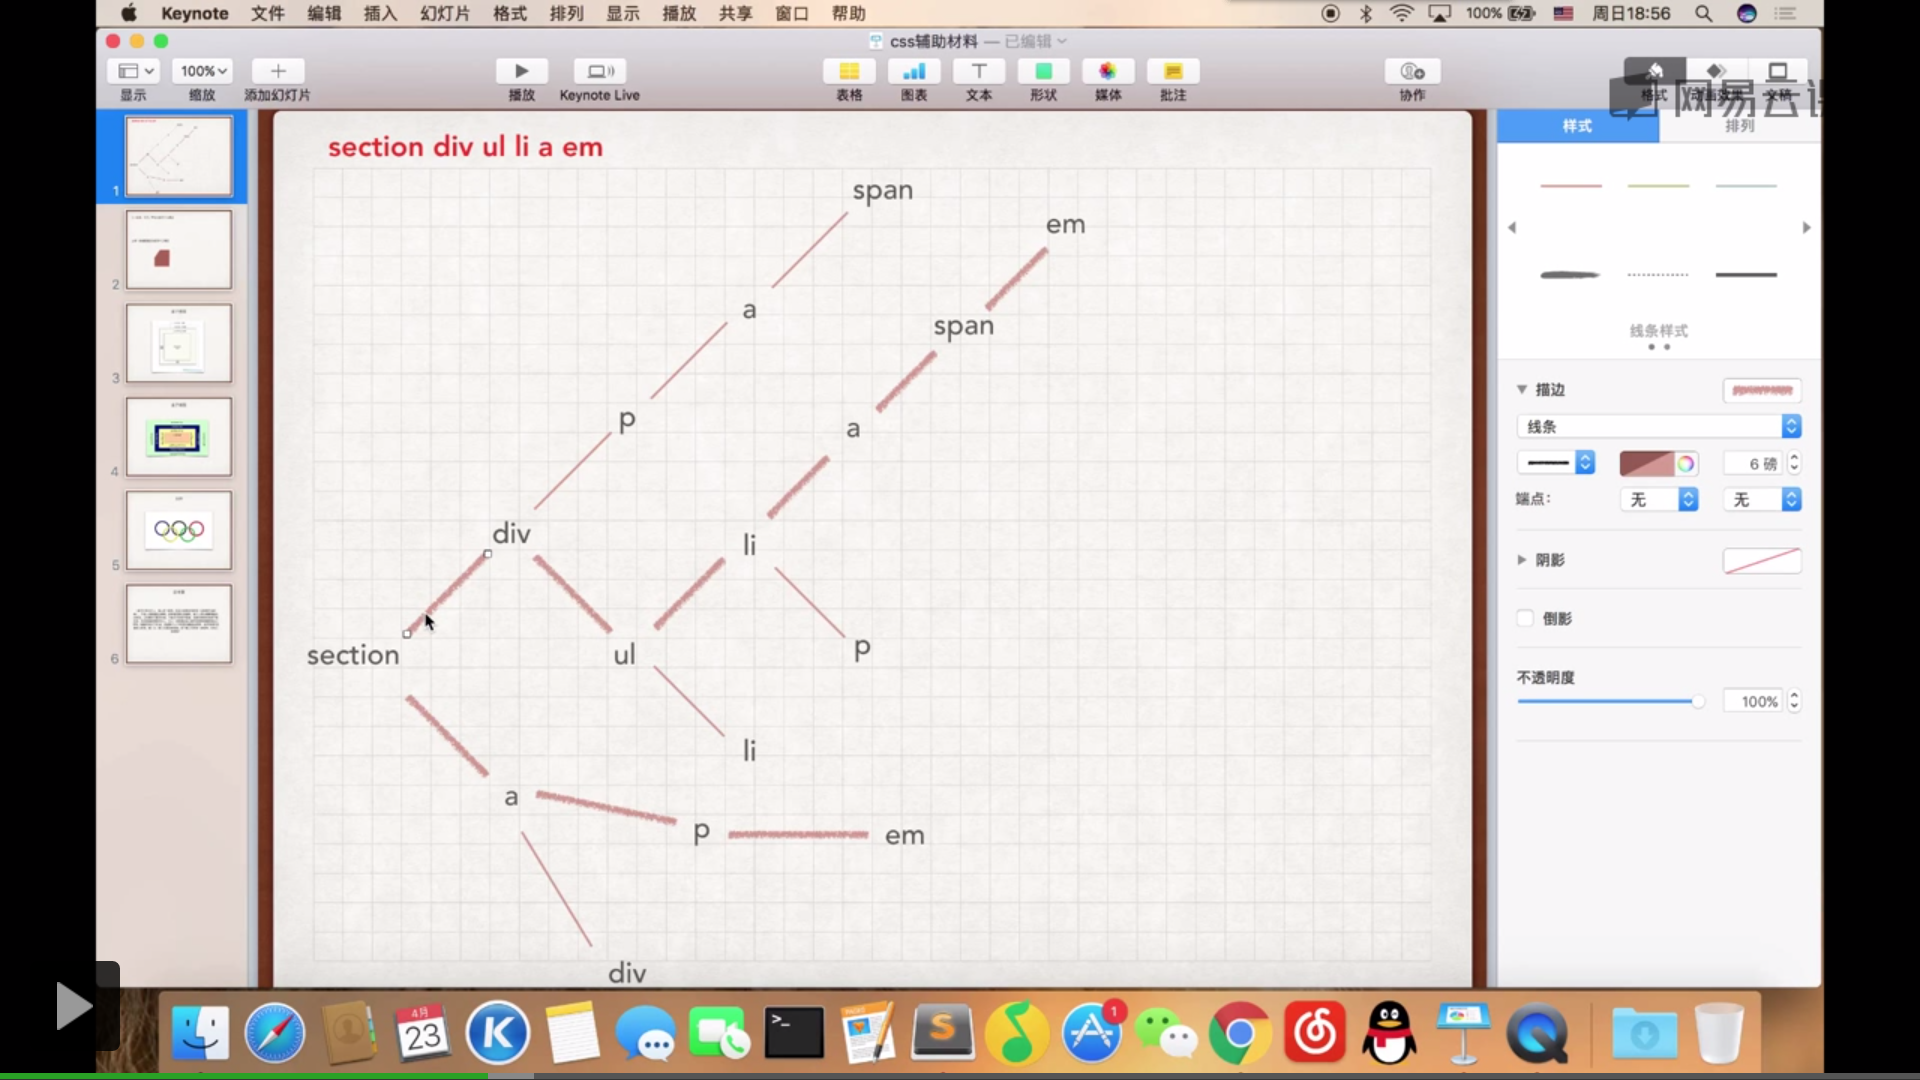 Keynote 文件 编辑 插入 幻灯片 格式 排列 显示 播放 共享 窗口 帮助 100% 周日18:56
css辅助材料 — 已编辑
100%
显示 缩放 添加幻灯片 播放 Keynote Live 表格 图表 文本 形状 媒体 批注 协作 格式 动画效果 文稿
网易云课
样式 排列
section div ul li a em
span
em
a
span
p
a
div
li
section
ul
p
li
a
p
em
div
1
2
3
4
5
6
线条样式
描边
线条
6 磅
端点:
无
无
阴影
倒影
不透明度
100%
4月
23
1